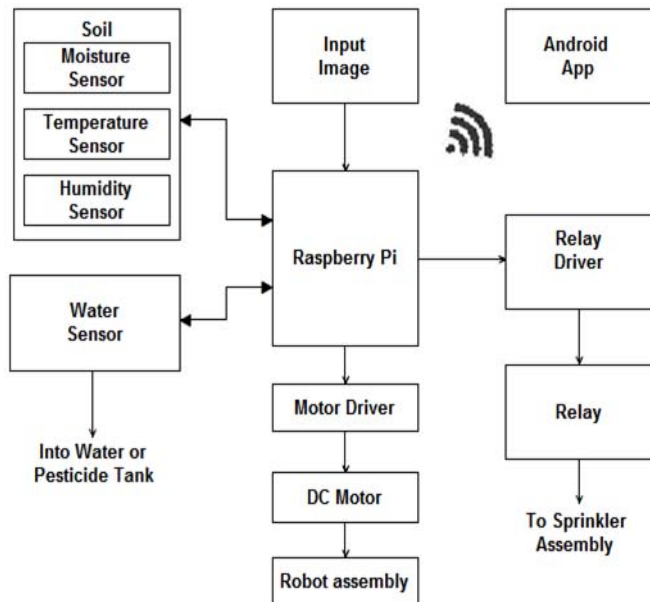 Soil
Moisture
Sensor
Temperature
Sensor
Humidity
Sensor
Input
Image
Android
App
Raspberry Pi
Relay
Driver
Water
Sensor
Motor Driver
Relay
Into Water or
Pesticide Tank
DC Motor
To Sprinkler
Assembly
Robot assembly